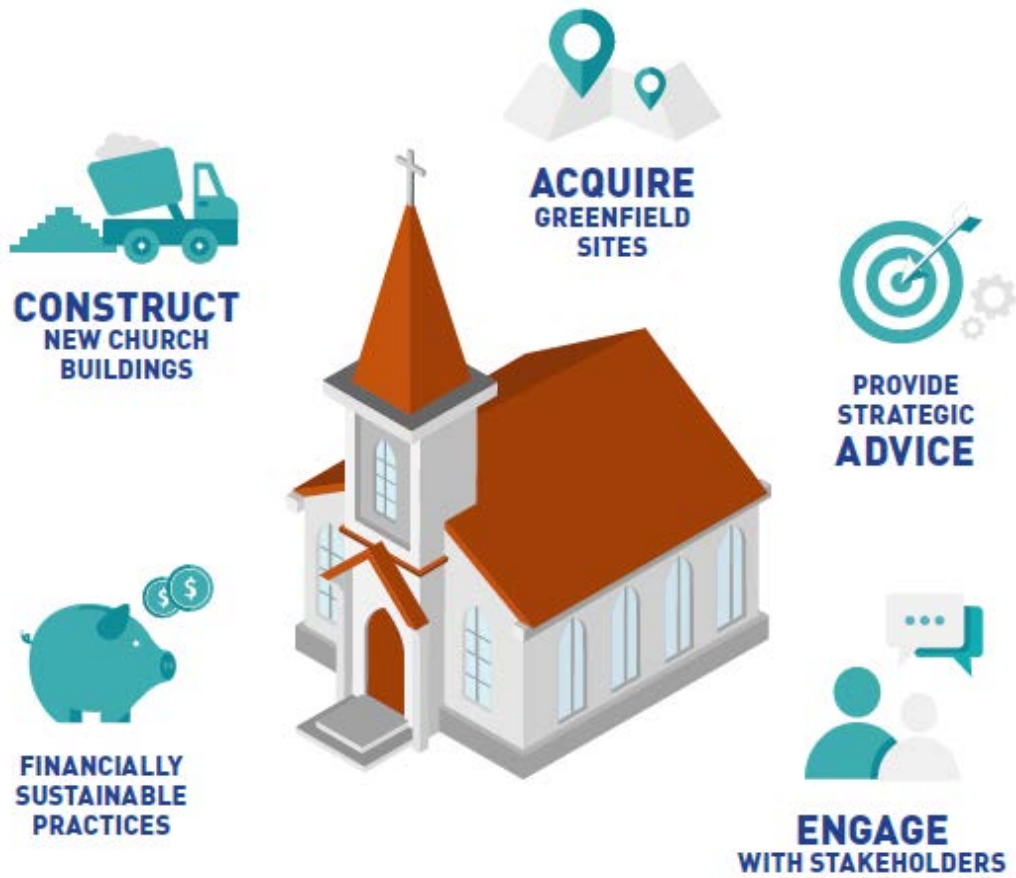 ACQUIRE
GREENFIELD
SITES
CONSTRUCT
NEW CHURCH
BUILDINGS
PROVIDE
STRATEGIC
ADVICE
$ $
FINANCIALLY
SUSTAINABLE
PRACTICES
ENGAGE
WITH STAKEHOLDERS